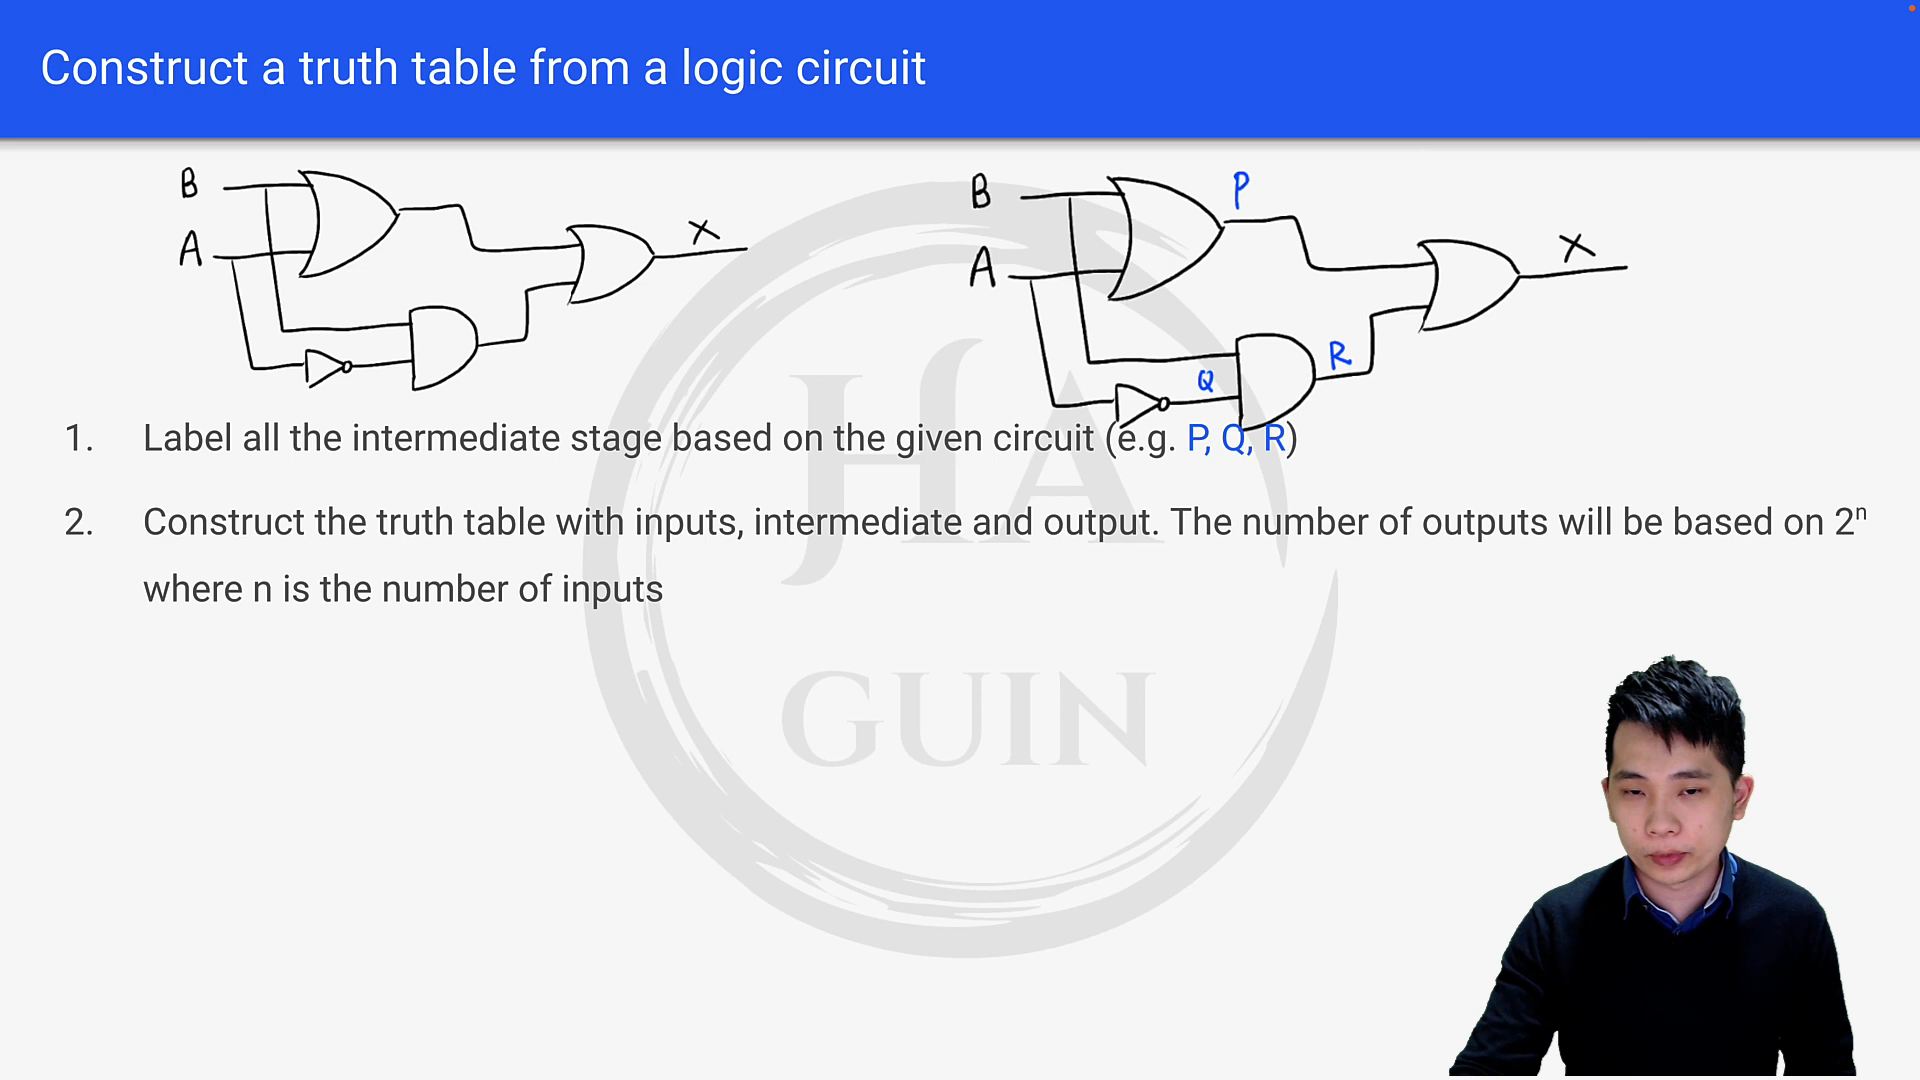 Construct a truth table from a logic circuit
B
A
X
B
A
P
Q
R
X
1. Label all the intermediate stage based on the given circuit (e.g. P, Q, R)
2. Construct the truth table with inputs, intermediate and output. The number of outputs will be based on 2ⁿ
where n is the number of inputs
HA
GUIN